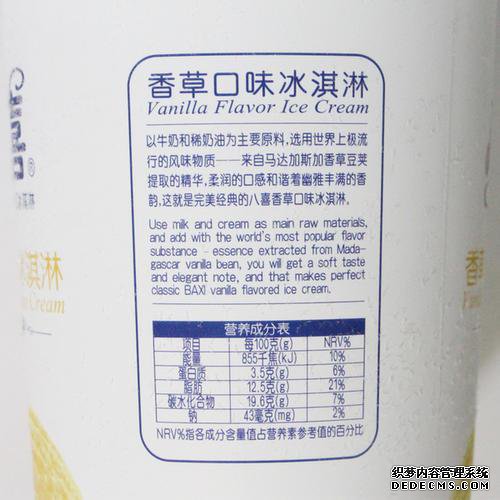 香草口味冰淇淋
Vanilla Flavor Ice Cream
以牛奶和稀奶油为主要原料，选用世界上极流
行的风味物质——来自马达加斯加香草豆荚
提取的精华，柔润的口感和谐着幽雅丰满的香
韵，这就是完美经典的八喜香草口味冰淇淋。
Use milk and cream as main raw materials,
and add with the world's most popular flavor
substance - essence extracted from Mada-
gascar vanilla bean, you will get a soft taste
and elegant note, and that makes perfect
classic BAXI vanilla flavored ice cream.
营养成分表
项目 每100克(g) NRV%
能量 855千焦(kJ) 10%
蛋白质 3.5克(g) 6%
脂肪 12.5克(g) 21%
碳水化合物 19.6克(g) 7%
钠 43毫克(mg) 2%
NRV%指各成分含量值占营养素参考值的百分比
®
冰淇淋
Ice Cream
香
Vanil
织梦内容管理系统
DEDECMS.COM